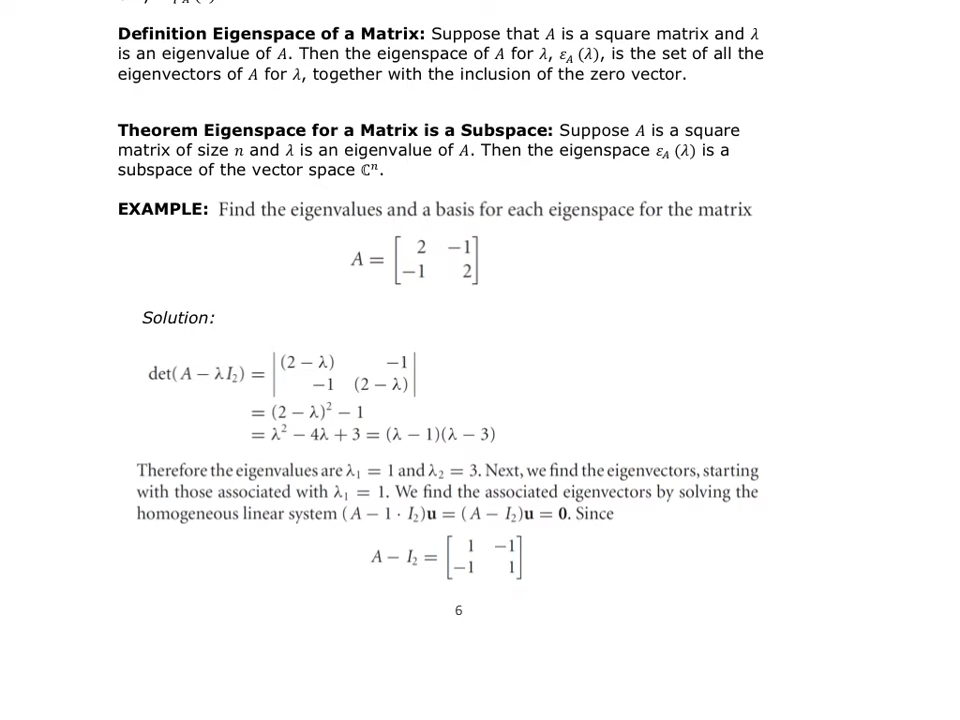 Definition Eigenspace of a Matrix: Suppose that A is a square matrix and λ
is an eigenvalue of A. Then the eigenspace of A for λ, ε_A (λ), is the set of all the
eigenvectors of A for λ, together with the inclusion of the zero vector.
Theorem Eigenspace for a Matrix is a Subspace: Suppose A is a square
matrix of size n and λ is an eigenvalue of A. Then the eigenspace ε_A (λ) is a
subspace of the vector space ℂⁿ.
EXAMPLE: Find the eigenvalues and a basis for each eigenspace for the matrix
A = [ 2 −1
−1 2 ]
Solution:
det(A − λI₂) = | (2 − λ) −1
−1 (2 − λ) |
= (2 − λ)² − 1
= λ² − 4λ + 3 = (λ − 1)(λ − 3)
Therefore the eigenvalues are λ₁ = 1 and λ₂ = 3. Next, we find the eigenvectors, starting
with those associated with λ₁ = 1. We find the associated eigenvectors by solving the
homogeneous linear system (A − 1 · I₂)u = (A − I₂)u = 0. Since
A − I₂ = [ 1 −1
−1 1 ]
6